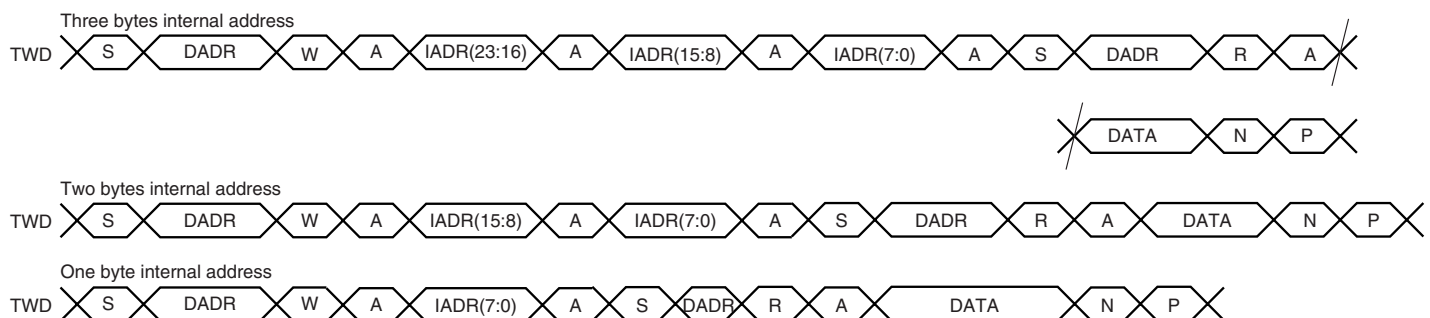 Three bytes internal address
TWD S DADR W A IADR(23:16) A IADR(15:8) A IADR(7:0) A S DADR R A
DATA N P
Two bytes internal address
TWD S DADR W A IADR(15:8) A IADR(7:0) A S DADR R A DATA N P
One byte internal address
TWD S DADR W A IADR(7:0) A S DADR R A DATA N P